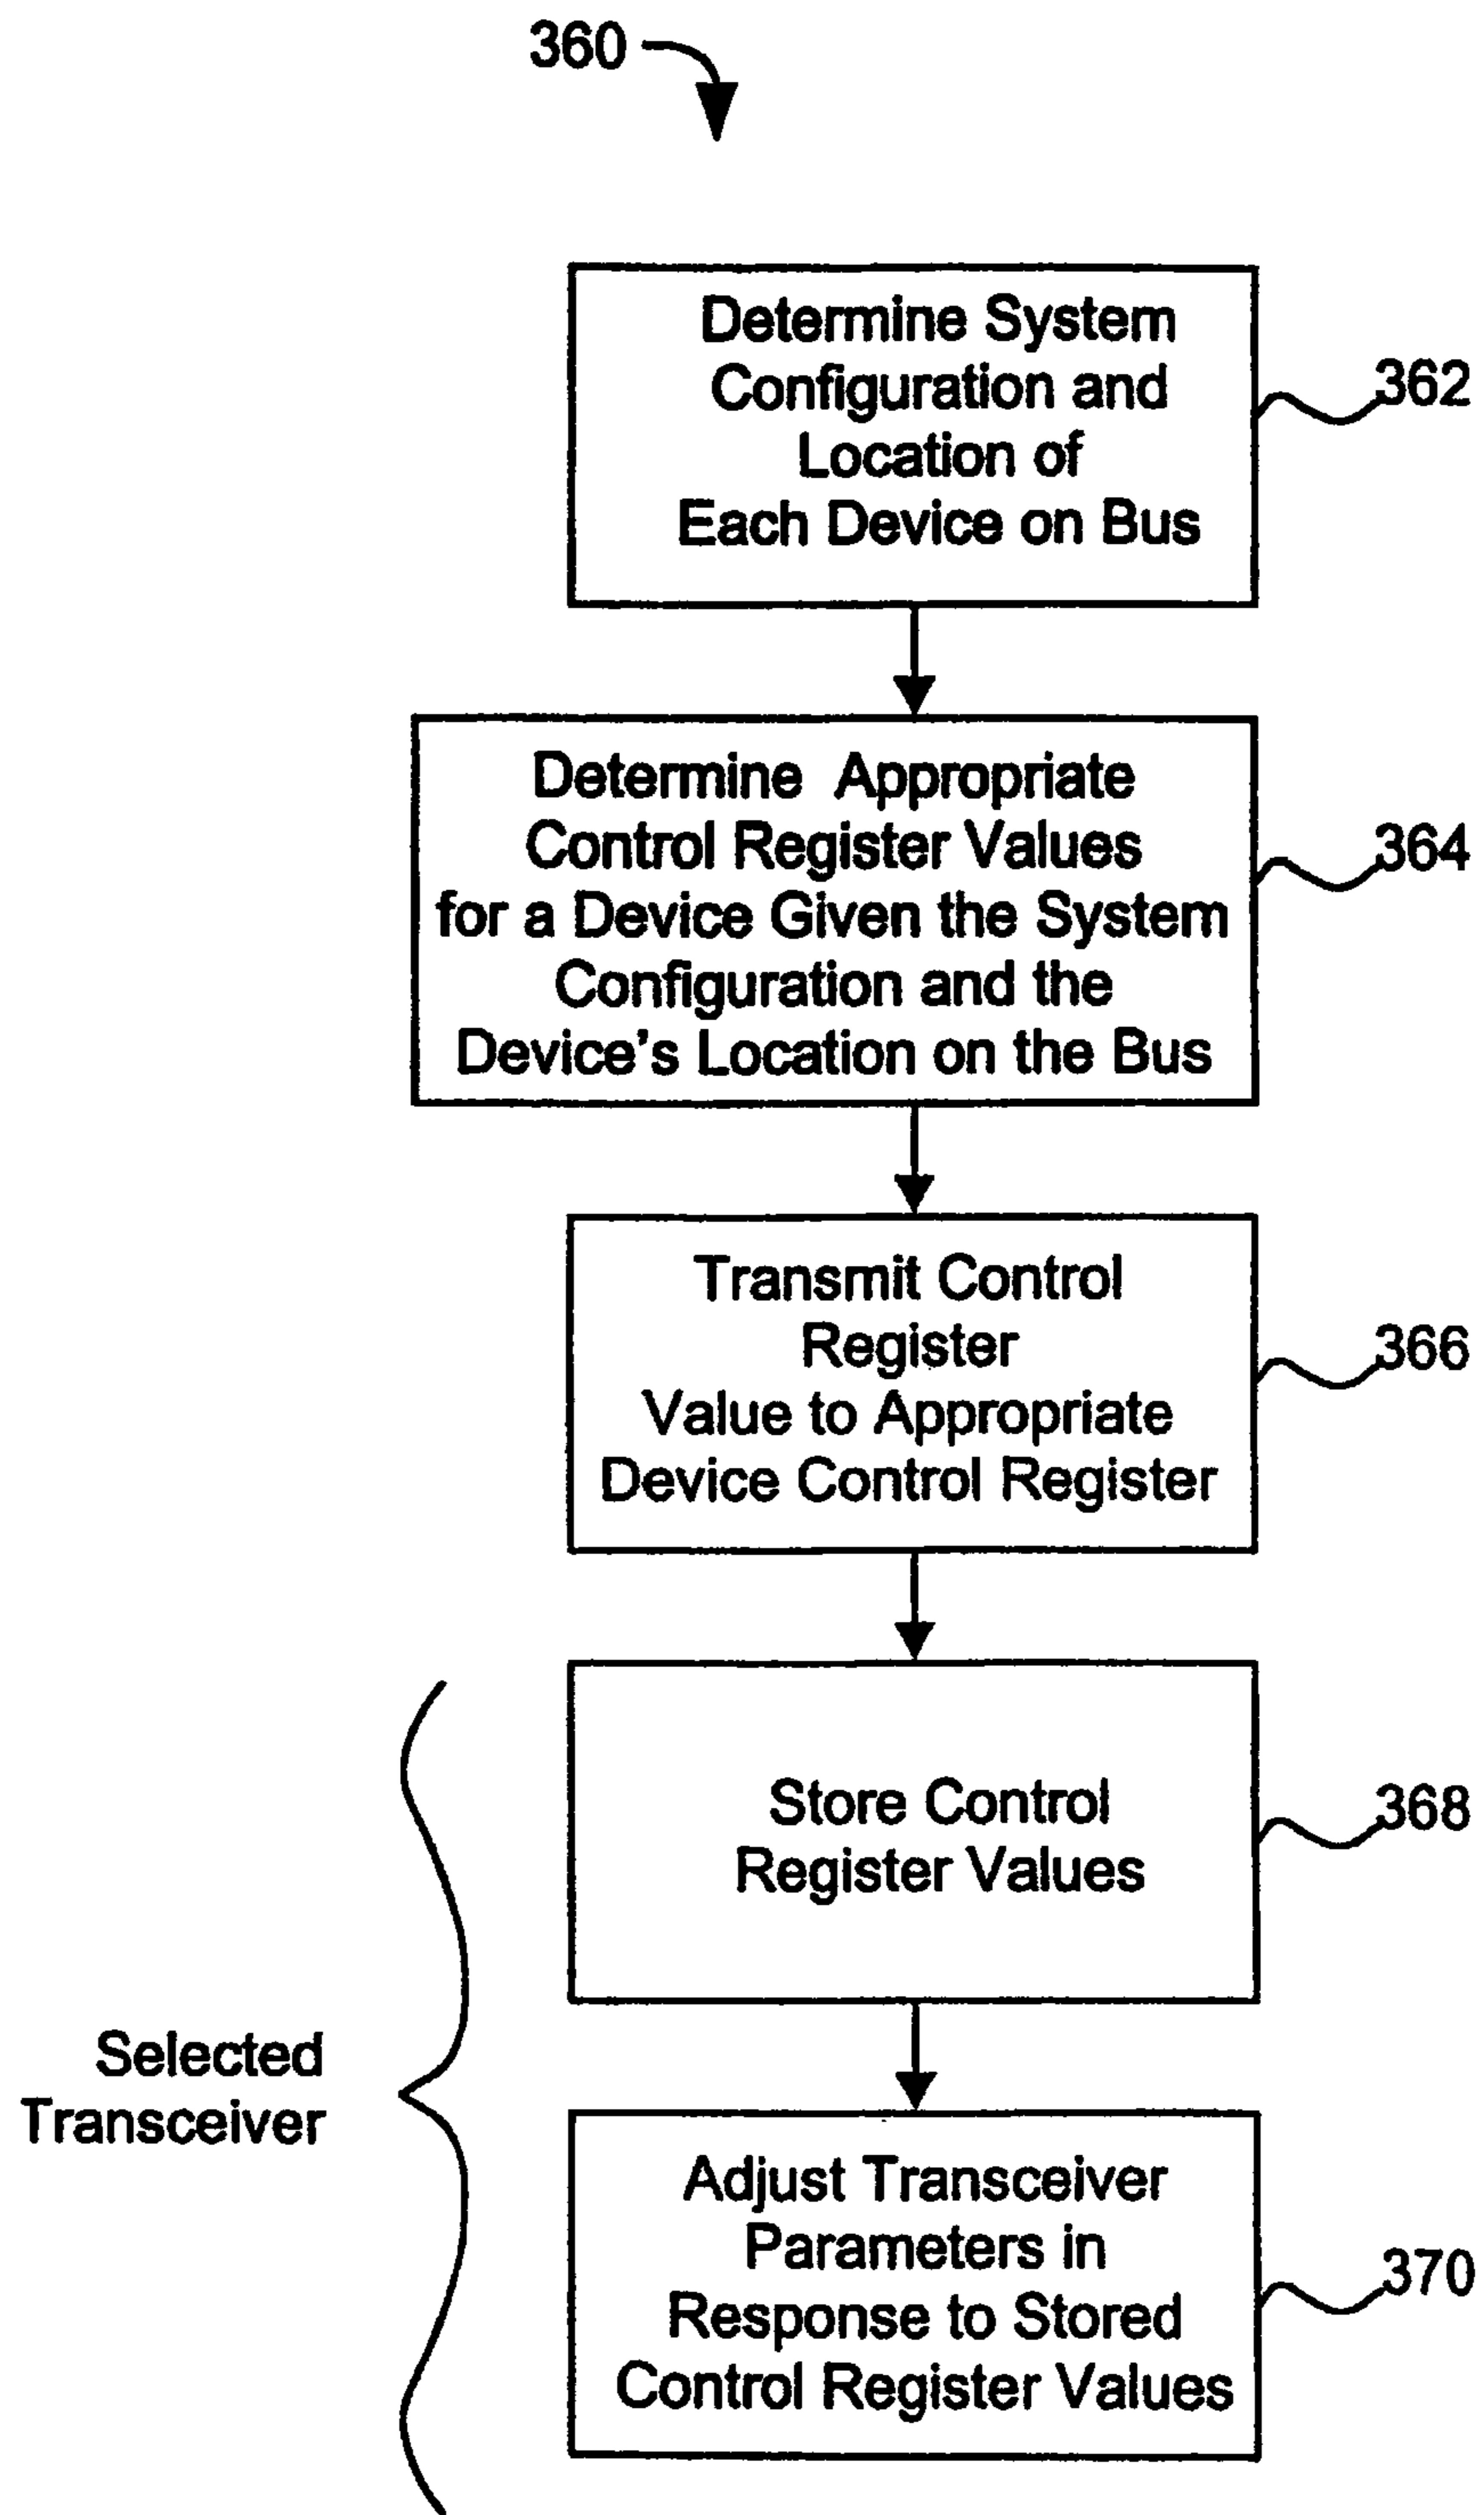 360
Determine System
Configuration and
Location of
Each Device on Bus
362
Determine Appropriate
Control Register Values
for a Device Given the System
Configuration and the
Device's Location on the Bus
364
Transmit Control
Register
Value to Appropriate
Device Control Register
366
Store Control
Register Values
368
Selected
Transceiver
Adjust Transceiver
Parameters in
Response to Stored
Control Register Values
370